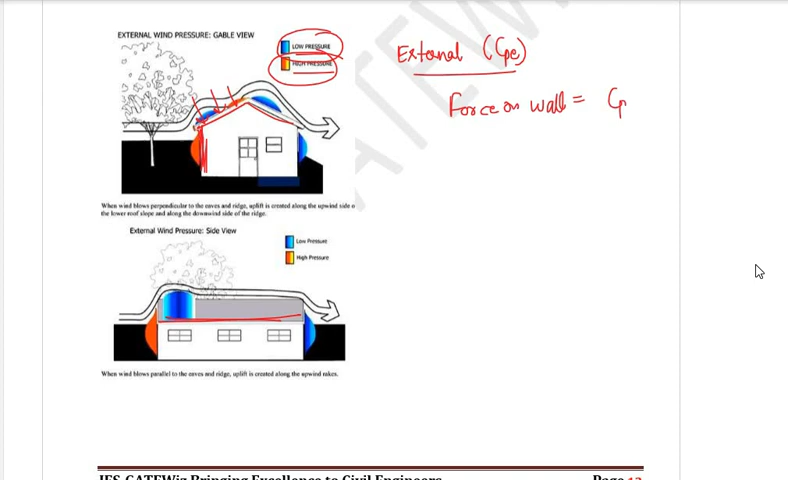 EXTERNAL WIND PRESSURE: GABLE VIEW
LOW PRESSURE
HIGH PRESSURE
External (Cpe)
Force on wall = Cp
When wind blows perpendicular to the eaves and ridge, uplift is created along the upwind side o
the lower roof slope and along the downwind side of the ridge.
External Wind Pressure: Side View
Low Pressure
High Pressure
When wind blows parallel to the eaves and ridge, uplift is created along the upwind rakes.
IES GATEWiz Bringing Excellence to Civil Engineers
Page 13